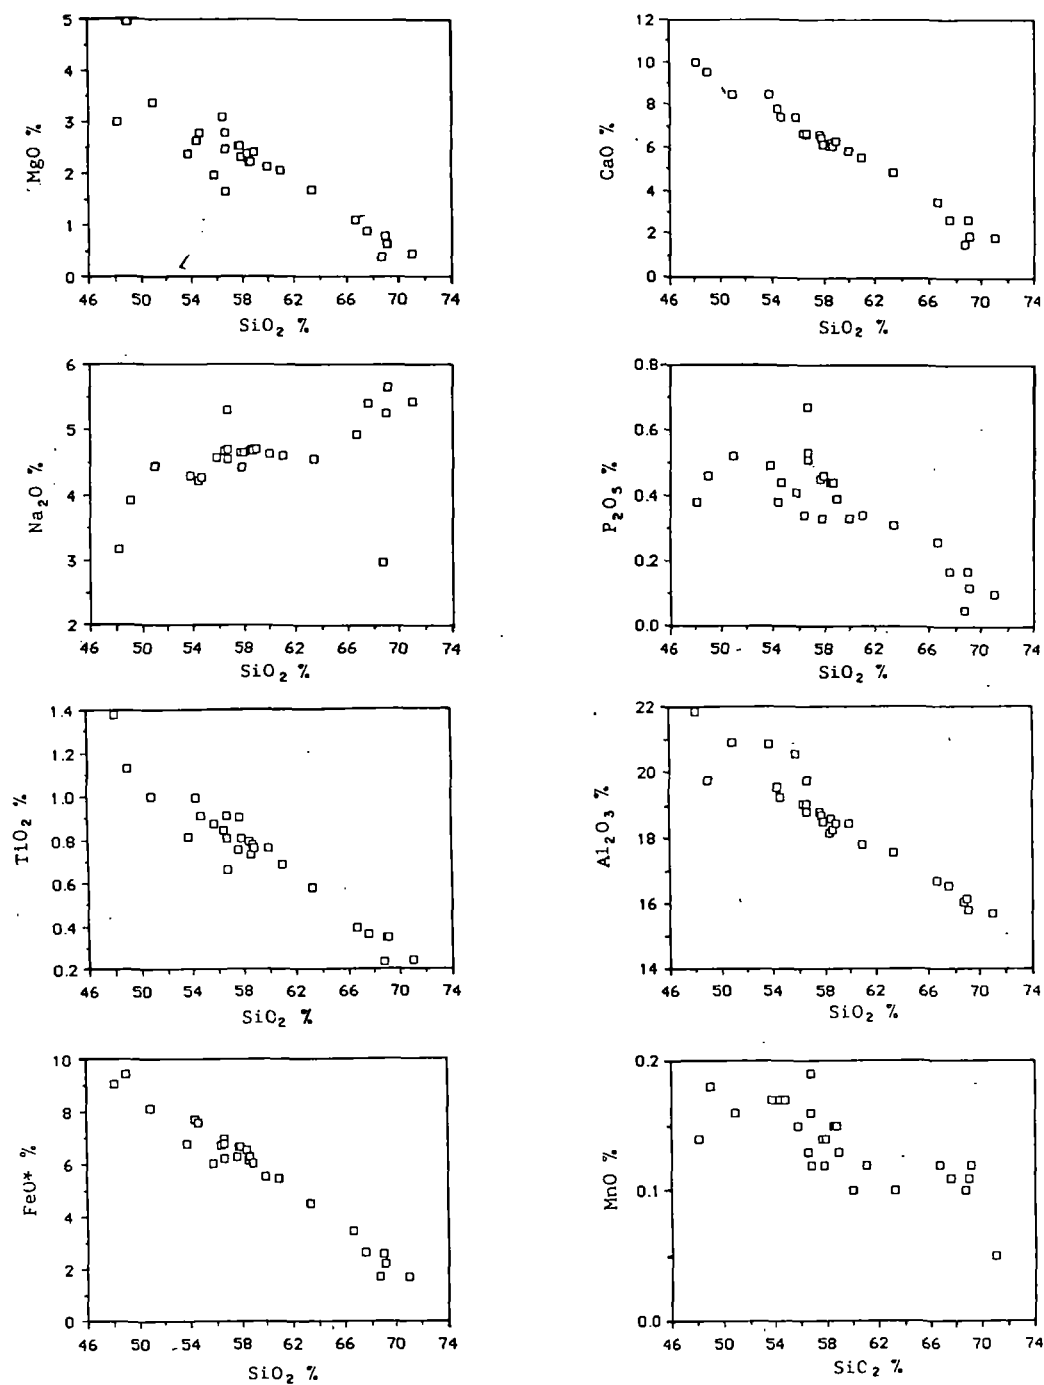 5
4
3
2
1
0
MgO %
46 50 54 58 62 66 70 74
SiO₂ %
12
10
8
6
4
2
0
CaO %
46 50 54 58 62 66 70 74
SiO₂ %
6
5
4
3
2
Na₂O %
46 50 54 58 62 66 70 74
SiO₂ %
0.8
0.6
0.4
0.2
0.0
P₂O₅ %
46 50 54 58 62 66 70 74
SiO₂ %
1.4
1.2
1.0
0.8
0.6
0.4
0.2
TiO₂ %
46 50 54 58 62 66 70 74
SiO₂ %
22
20
18
16
14
Al₂O₃ %
46 50 54 58 62 66 70 74
SiO₂ %
10
8
6
4
2
0
FeO* %
46 50 54 58 62 66 70 74
SiO₂ %
0.2
0.1
0.0
MnO %
46 50 54 58 62 66 70 74
SiC₂ %